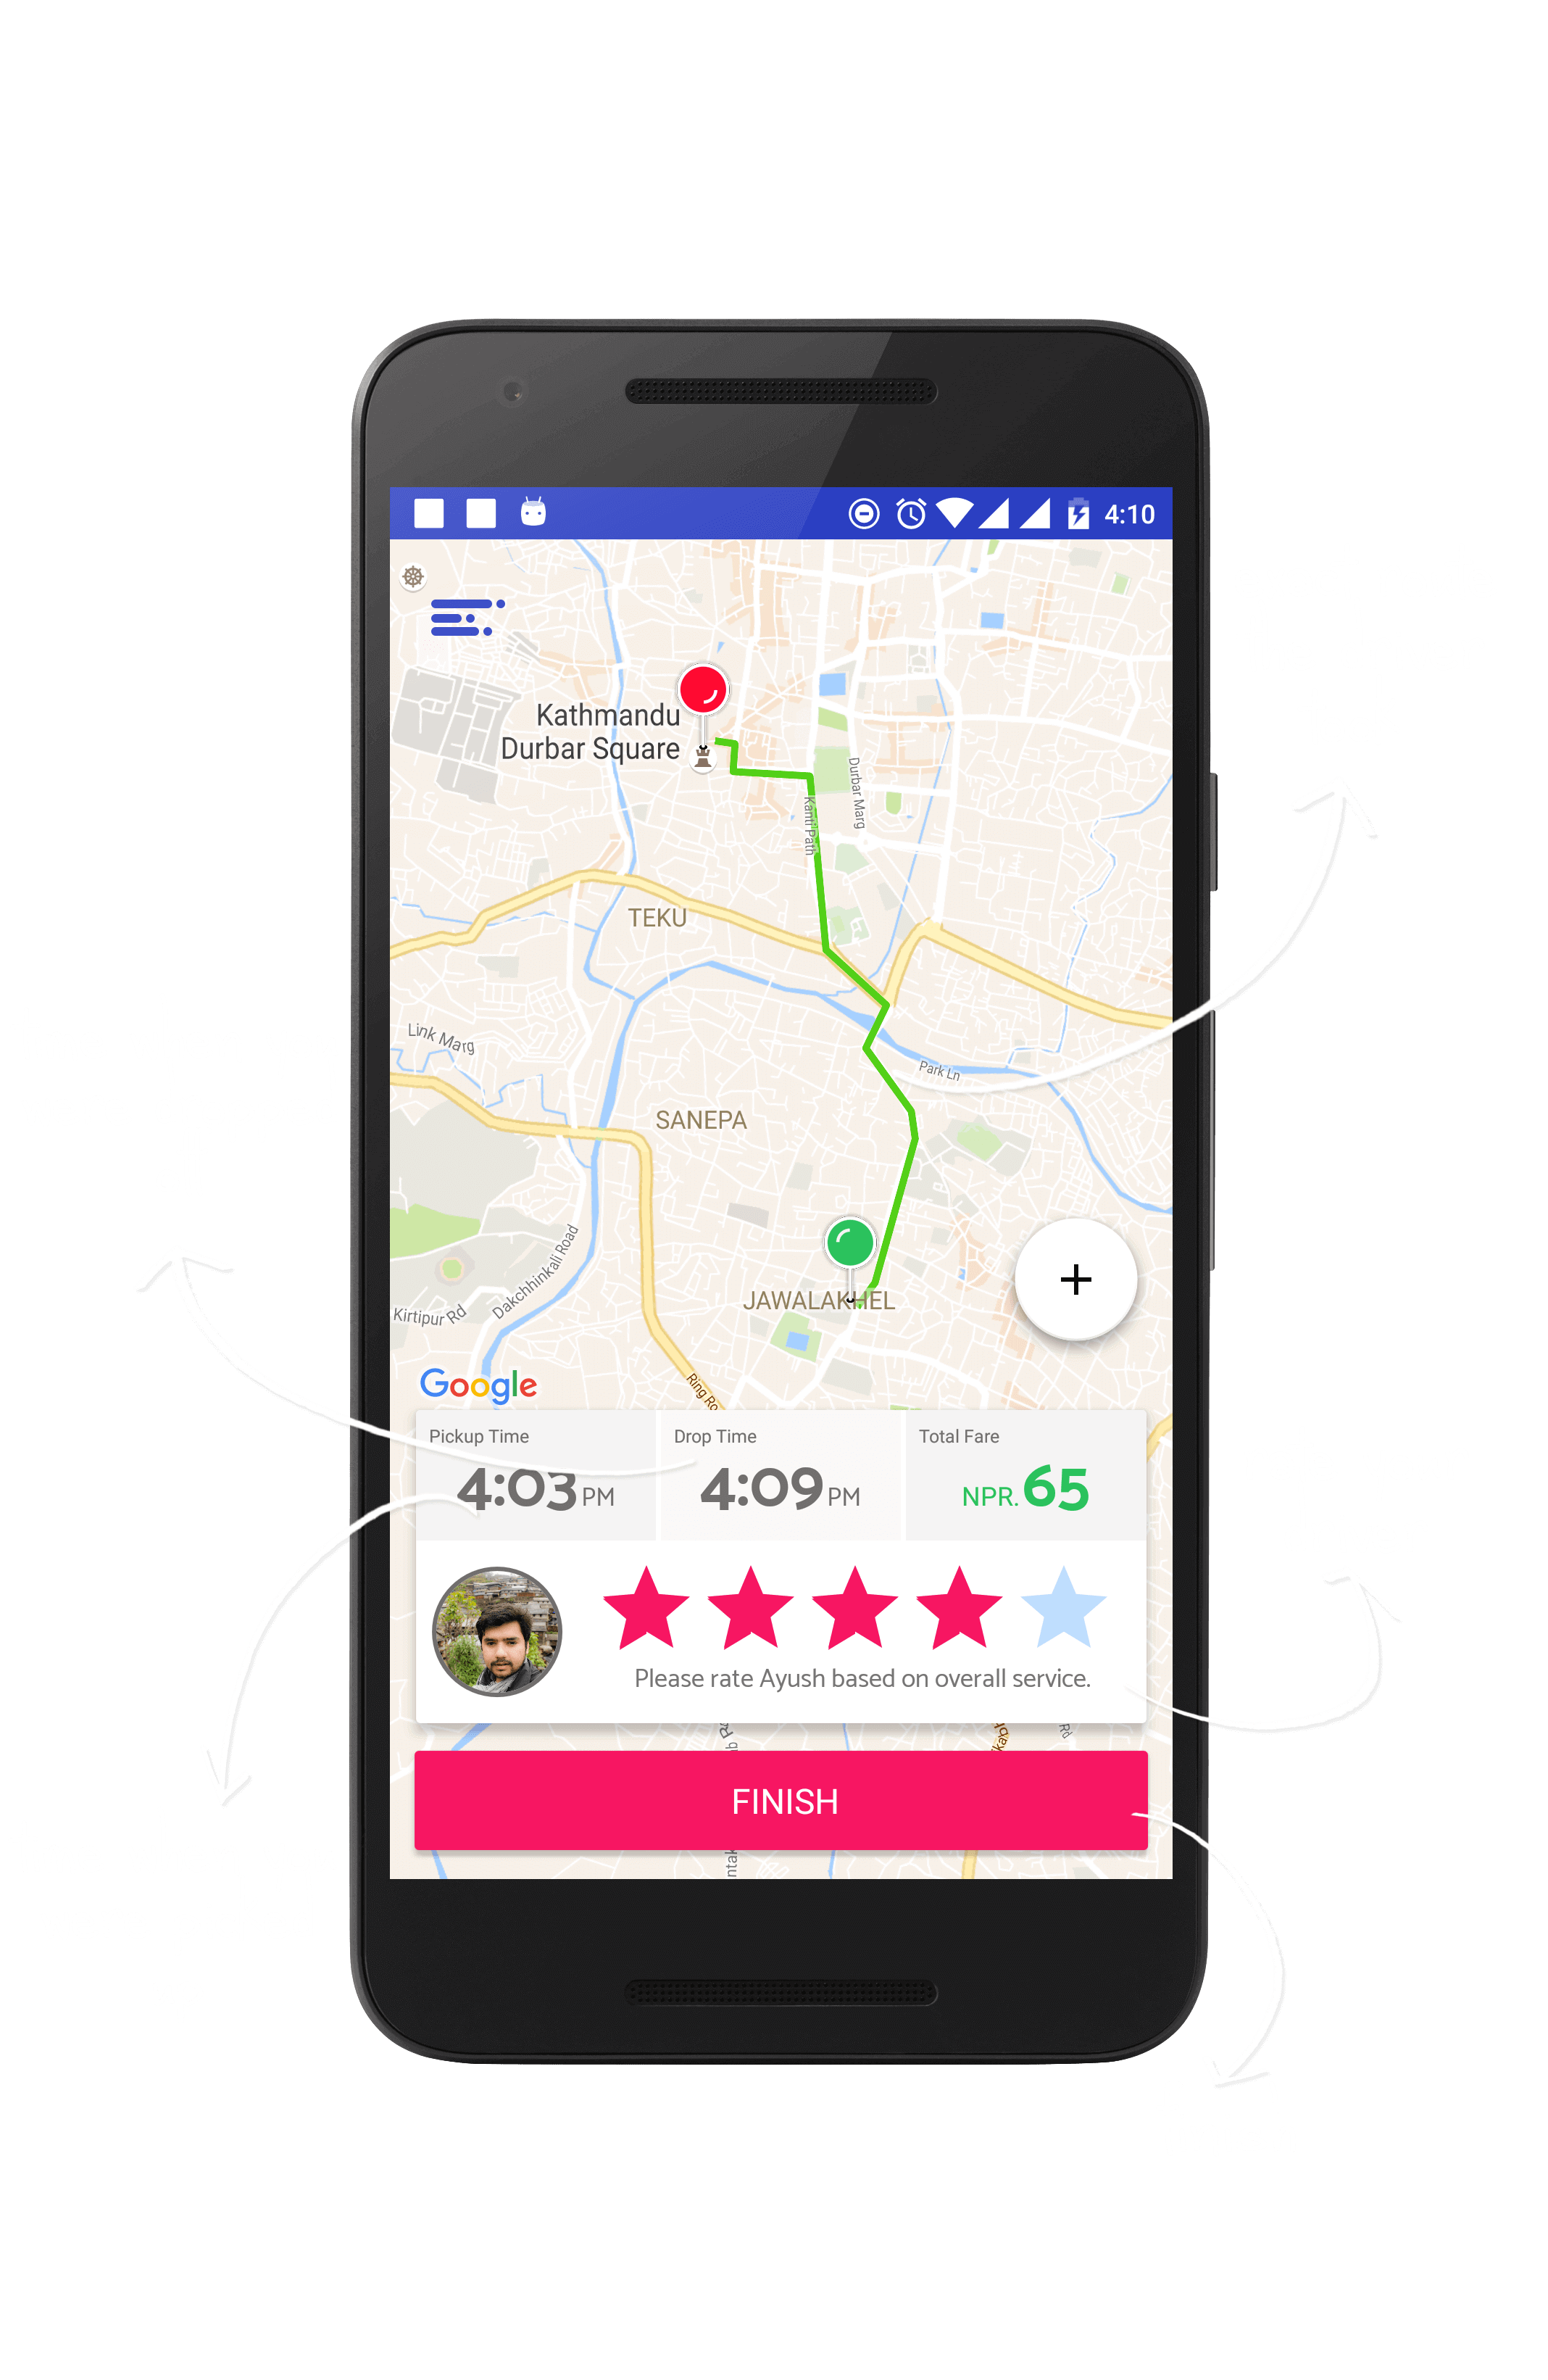 4:10
Kathmandu
Durbar Square
Durbar Marg
Kanti Path
TEKU
Link Marg
Park Ln
SANEPA
Dakchhinkali Road
Kirtipur Rd
JAWALAKHEL
Google
Ring Ro
Pickup Time
Drop Time
Total Fare
4:03 PM
4:09 PM
NPR. 65
Please rate Ayush based on overall service.
Rd
FINISH